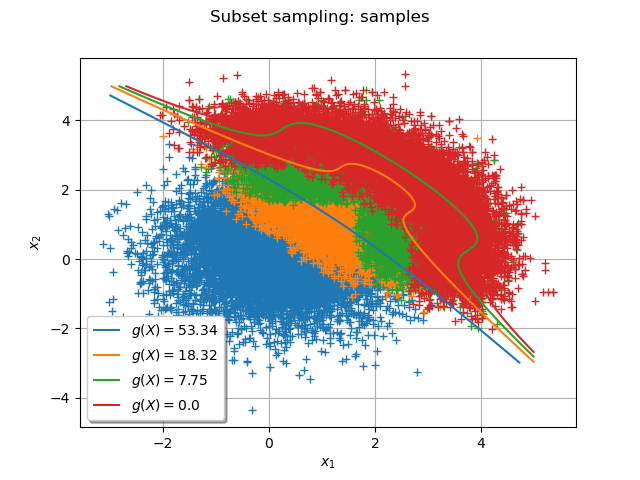 Subset sampling: samples
x₂
4
2
0
−2
−4
g(X) = 53.34
g(X) = 18.32
g(X) = 7.75
g(X) = 0.0
−2
0
2
4
x₁